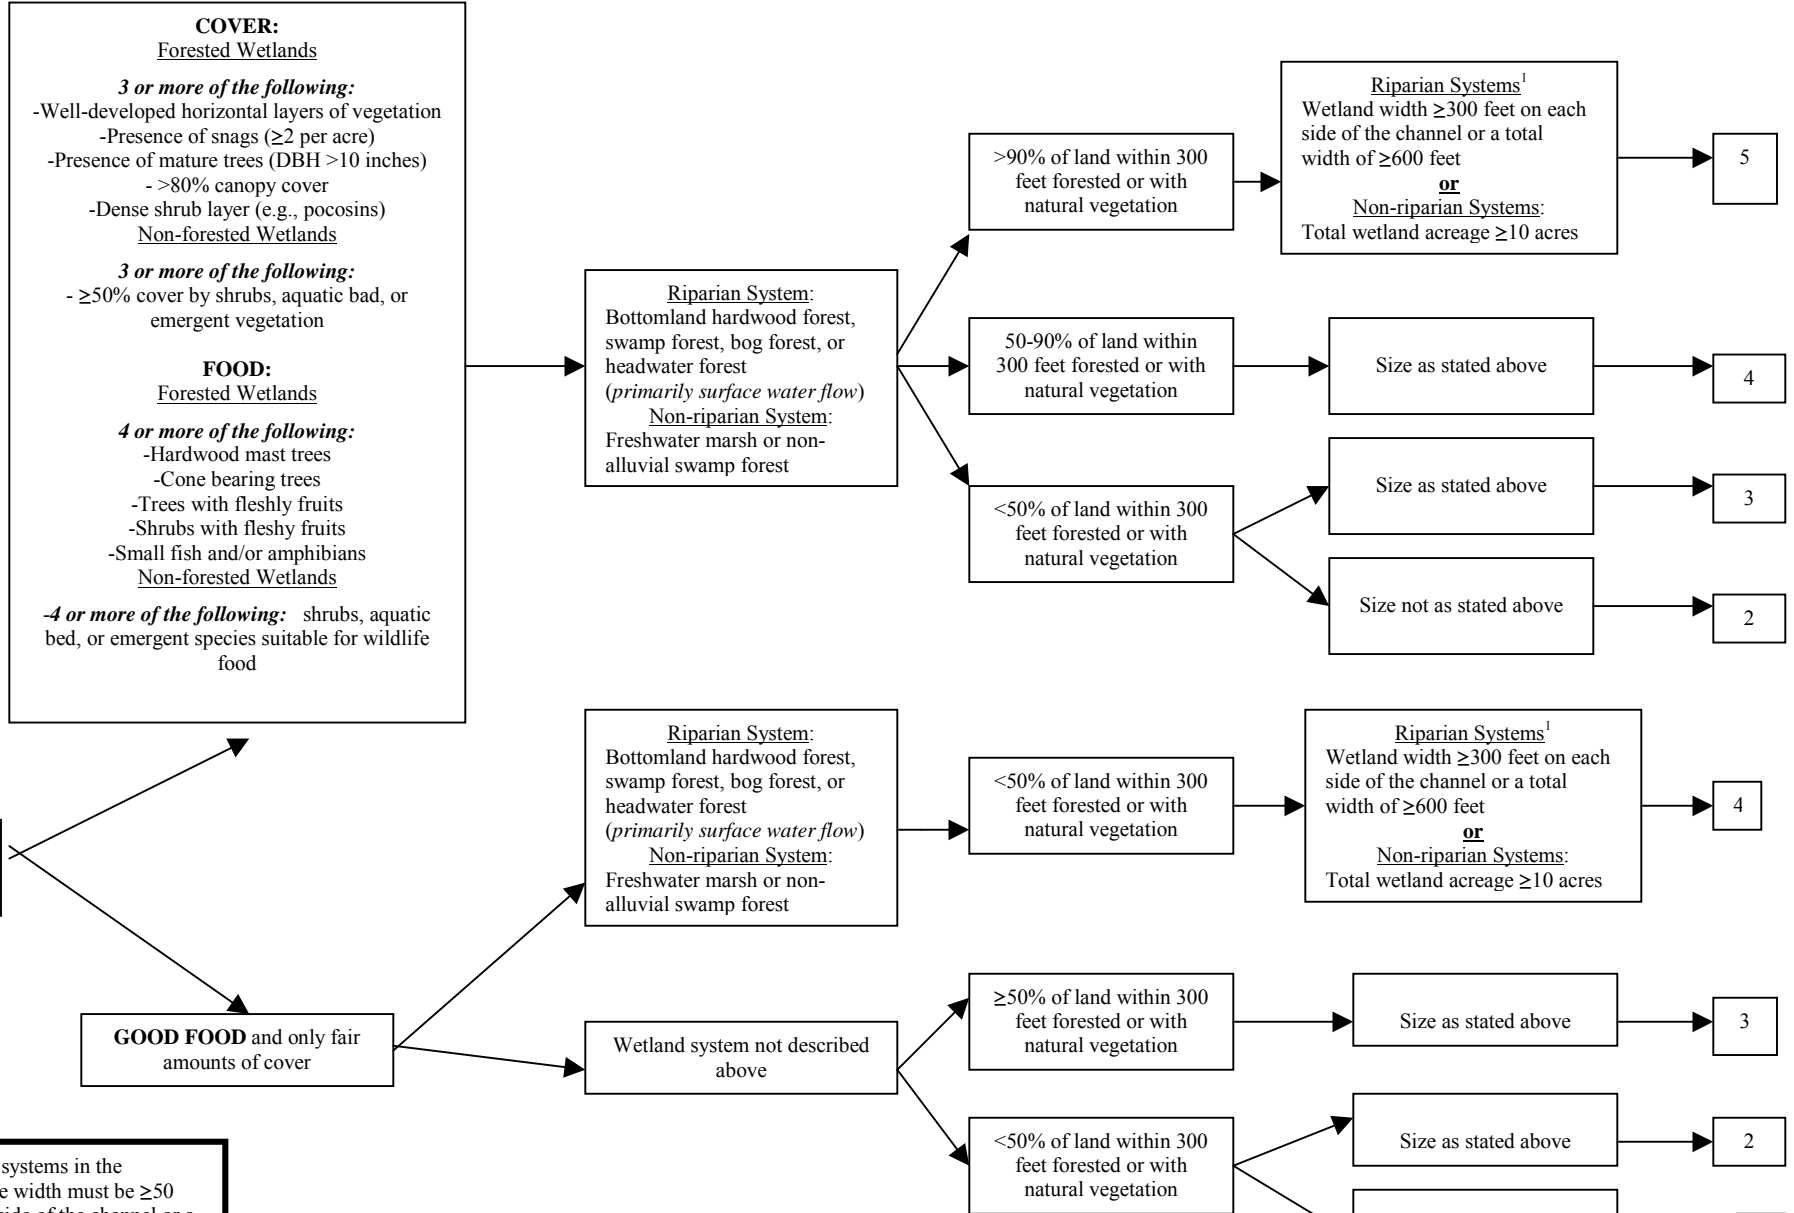 COVER:
Forested Wetlands
3 or more of the following:
-Well-developed horizontal layers of vegetation
-Presence of snags (≥2 per acre)
-Presence of mature trees (DBH >10 inches)
- >80% canopy cover
-Dense shrub layer (e.g., pocosins)
Non-forested Wetlands
3 or more of the following:
- ≥50% cover by shrubs, aquatic bad, or
emergent vegetation
FOOD:
Forested Wetlands
4 or more of the following:
-Hardwood mast trees
-Cone bearing trees
-Trees with fleshly fruits
-Shrubs with fleshy fruits
-Small fish and/or amphibians
Non-forested Wetlands
-4 or more of the following: shrubs, aquatic
bed, or emergent species suitable for wildlife
food
Riparian System:
Bottomland hardwood forest,
swamp forest, bog forest, or
headwater forest
(primarily surface water flow)
Non-riparian System:
Freshwater marsh or non-
alluvial swamp forest
>90% of land within 300
feet forested or with
natural vegetation
Riparian Systems1
Wetland width ≥300 feet on each
side of the channel or a total
width of ≥600 feet
or
Non-riparian Systems:
Total wetland acreage ≥10 acres
5
50-90% of land within
300 feet forested or with
natural vegetation
Size as stated above
4
<50% of land within 300
feet forested or with
natural vegetation
Size as stated above
3
Size not as stated above
2
Riparian System:
Bottomland hardwood forest,
swamp forest, bog forest, or
headwater forest
(primarily surface water flow)
Non-riparian System:
Freshwater marsh or non-
alluvial swamp forest
<50% of land within 300
feet forested or with
natural vegetation
Riparian Systems1
Wetland width ≥300 feet on each
side of the channel or a total
width of ≥600 feet
or
Non-riparian Systems:
Total wetland acreage ≥10 acres
4
GOOD FOOD and only fair
amounts of cover
Wetland system not described
above
≥50% of land within 300
feet forested or with
natural vegetation
Size as stated above
3
<50% of land within 300
feet forested or with
natural vegetation
Size as stated above
2
systems in the
width must be ≥50
side of the channel or a